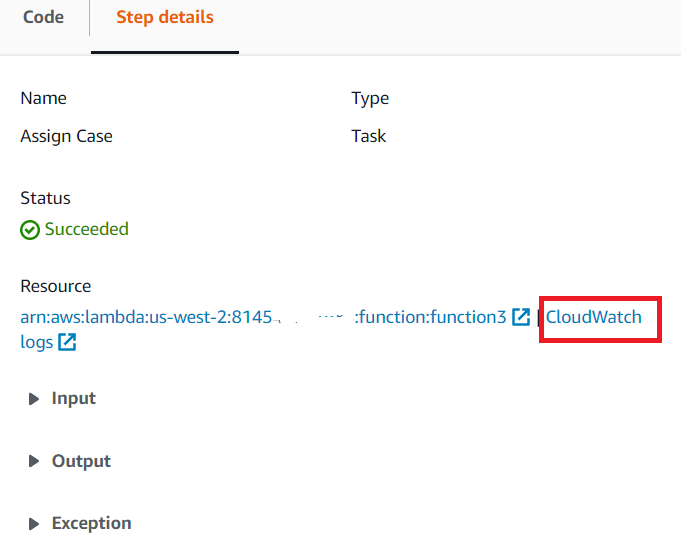 Code Step details
Name Type
Assign Case Task
Status
Succeeded
Resource
arn:aws:lambda:us-west-2:8145 :function:function3 | CloudWatch
logs
Input
Output
Exception